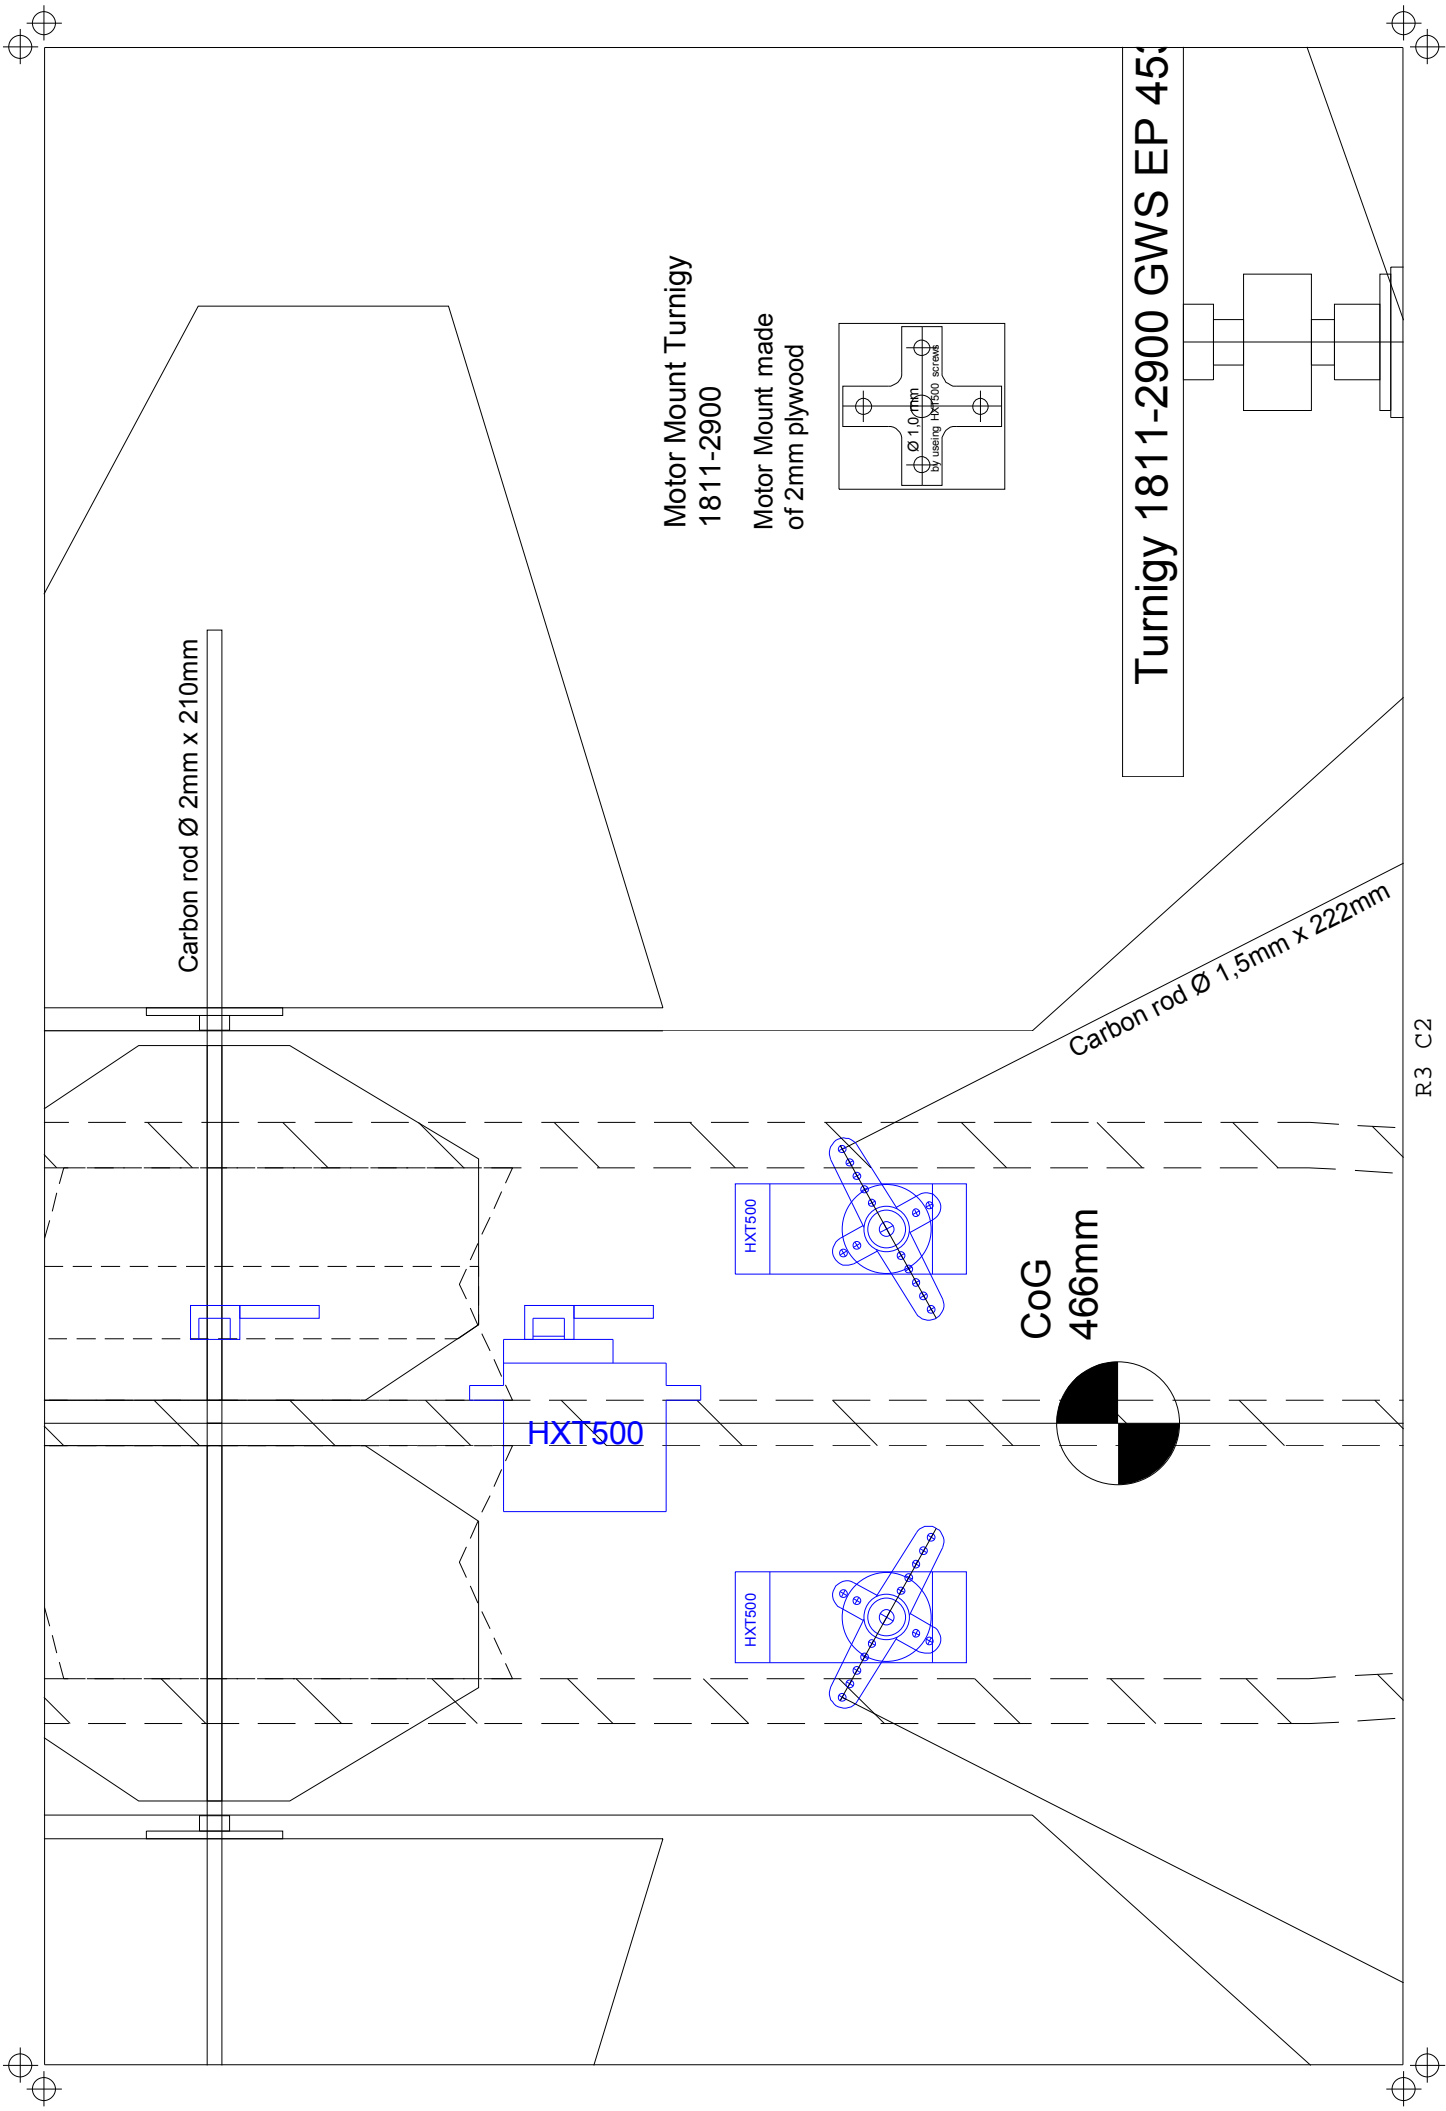 Carbon rod Ø 2mm x 210mm
Motor Mount Turnigy
1811-2900
Motor Mount made
of 2mm plywood
Ø 1,0 mm
by useing HXT500 screws
Turnigy 1811-2900 GWS EP
Carbon rod Ø 1,5mm x 222mm
HXT500
HXT500
HXT500
CoG
466mm
R3 C2